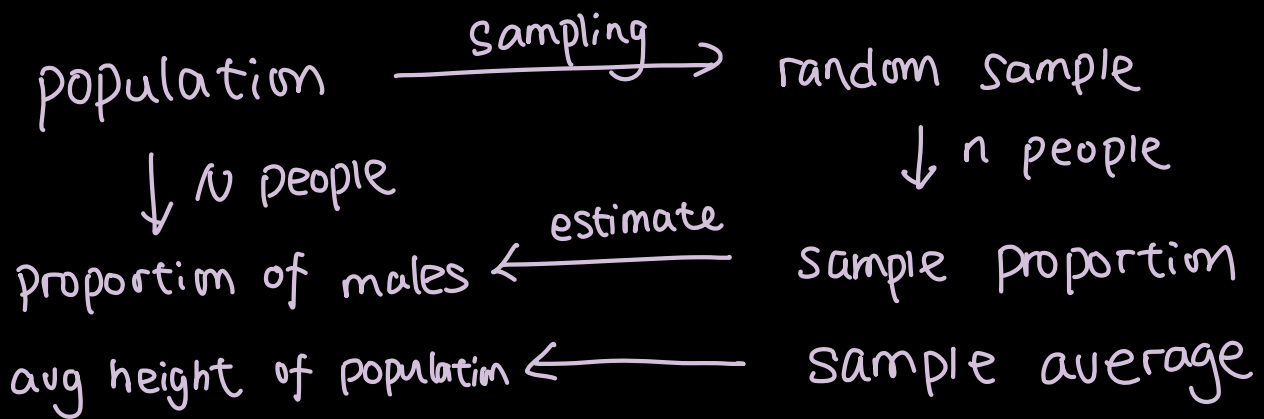 sampling
population random sample
N people n people
estimate
proportion of males sample proportion
avg height of population sample average